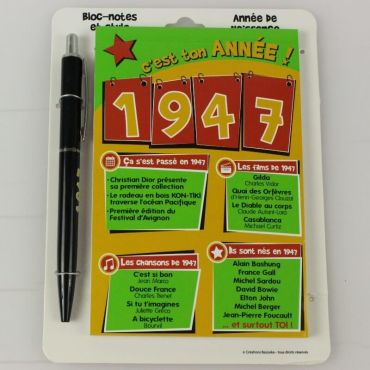 Bloc-notes
et stylo
Année de
naissance
C'est ton ANNÉE !
1947
Ça s'est passé en 1947
• Christian Dior présente
sa première collection
• Le radeau en bois KON-TIKI
traverse l'océan Pacifique
• Première édition du
Festival d'Avignon
Les films de 1947
Gilda
Charles Vidor
Quai des Orfèvres
d'Henri-Georges Clouzot
Le Diable au corps
Claude Autant-Lara
Casablanca
Michael Curtiz
Les chansons de 1947
C'est si bon
Jean Marco
Douce France
Charles Trenet
Si tu t'imagines
Juliette Gréco
A bicyclette
Bourvil
Ils sont nés en 1947
Alain Bashung
France Gall
Michel Sardou
David Bowie
Elton John
Michel Berger
Jean-Pierre Foucault
... et surtout TOI !
1947